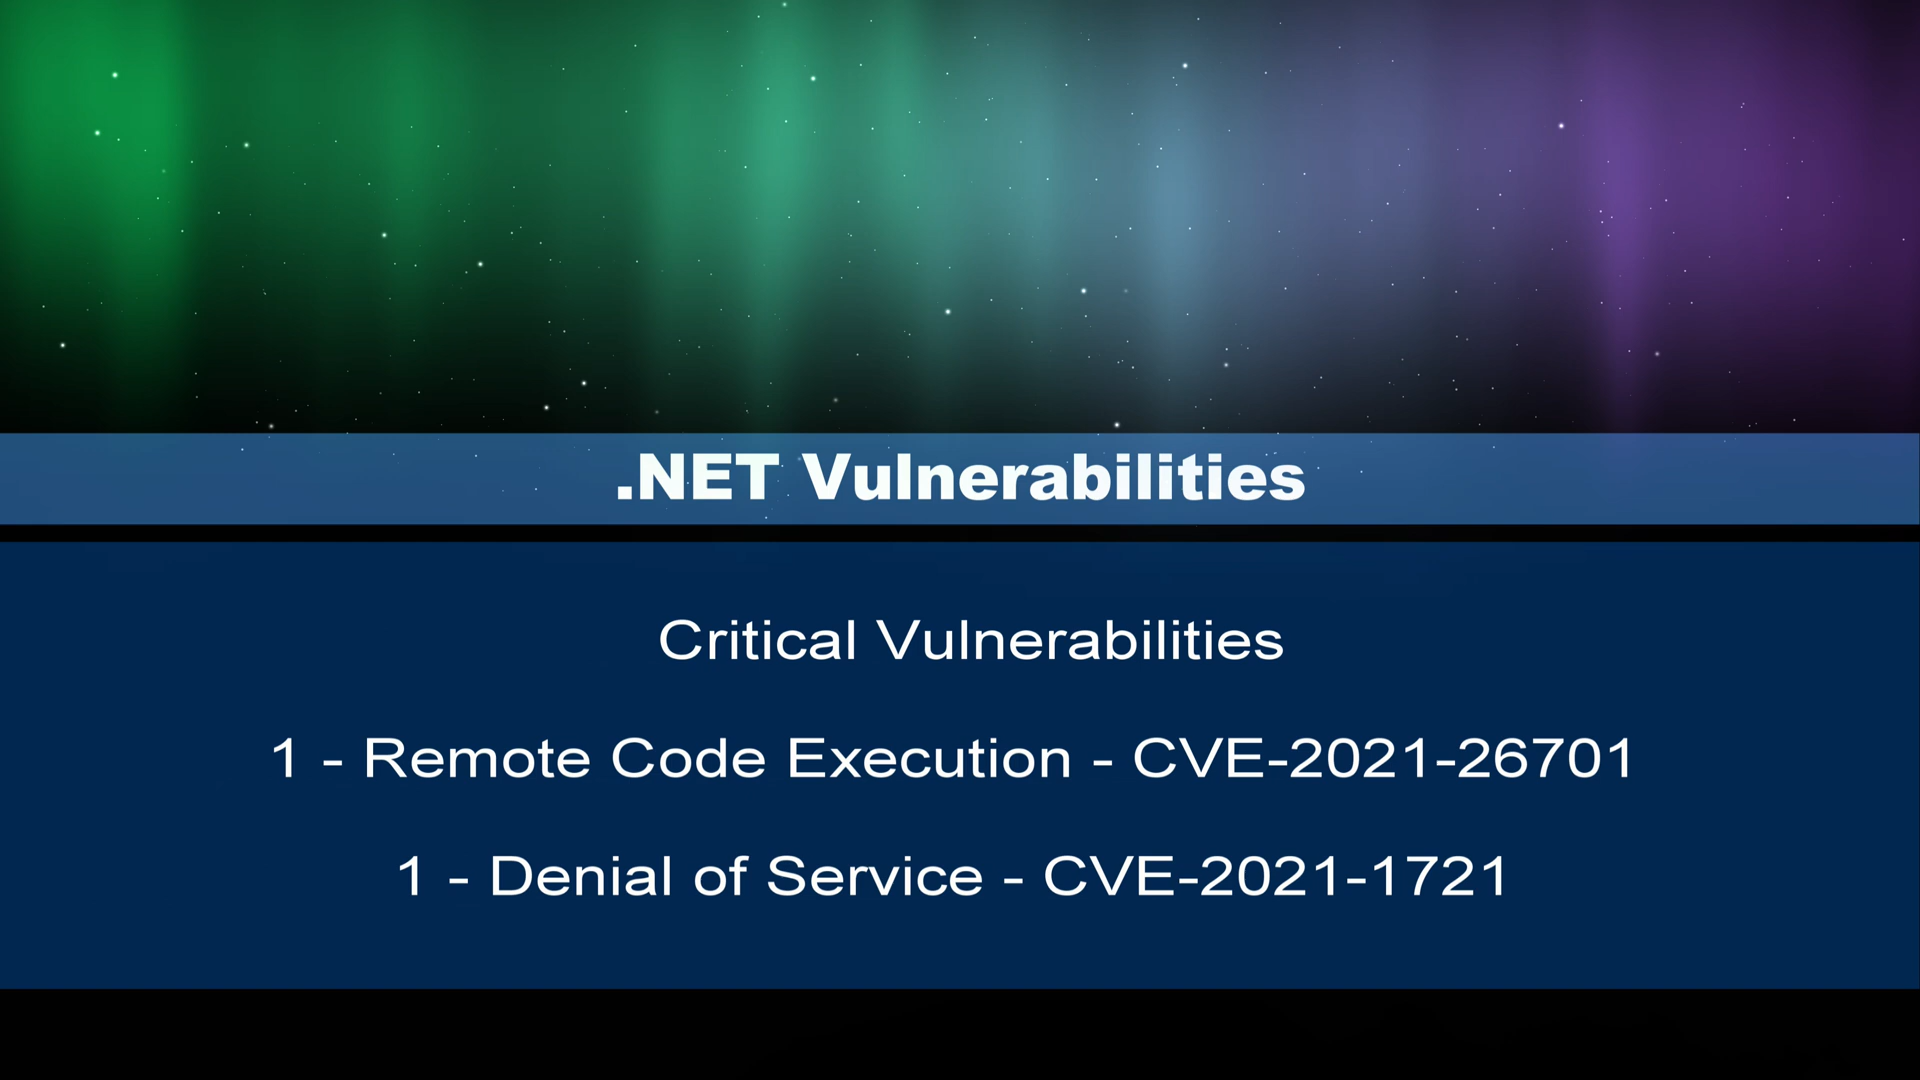 .NET Vulnerabilities
Critical Vulnerabilities
1 - Remote Code Execution - CVE-2021-26701
1 - Denial of Service - CVE-2021-1721